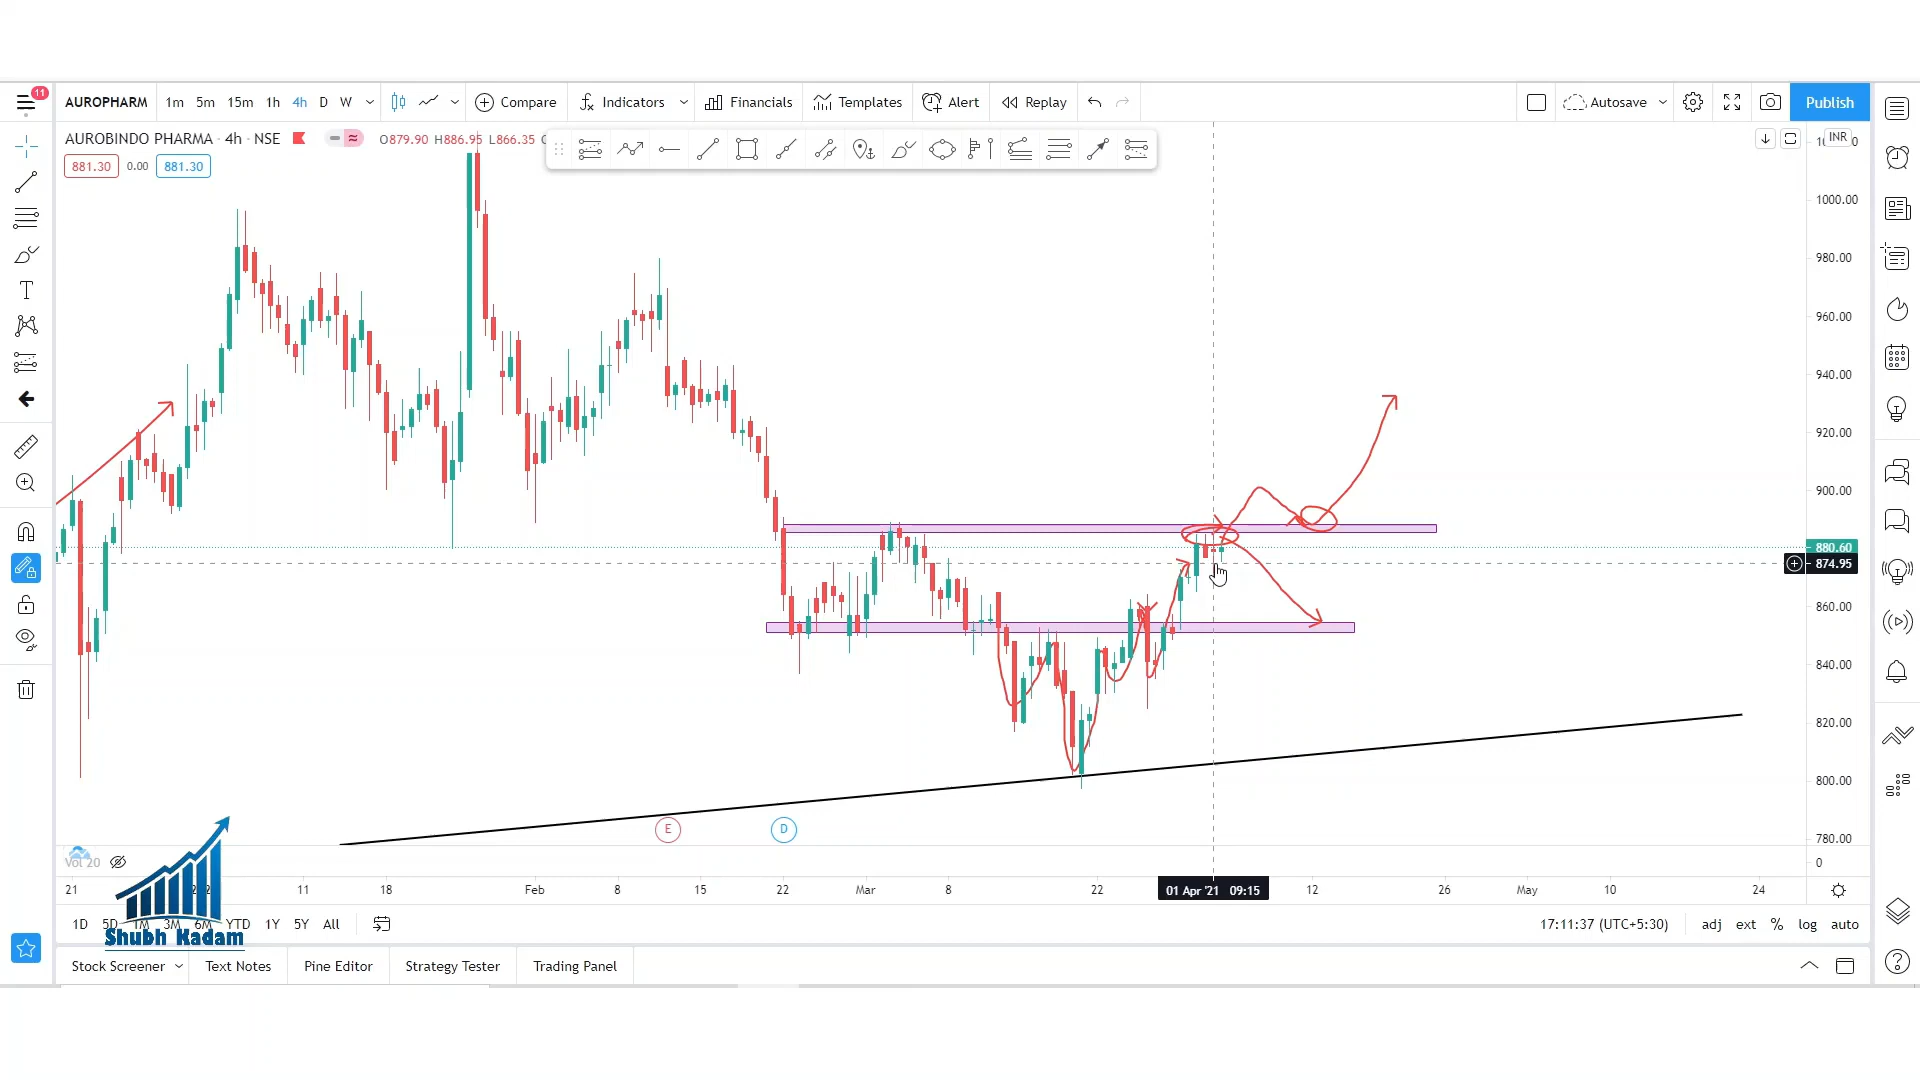 11
AUROPHARM 1m 5m 15m 1h 4h D W Compare Indicators Financials Templates Alert Replay Autosave Publish
AUROBINDO PHARMA · 4h · NSE O879.90 H886.95 L866.35
INR
881.30 0.00 881.30
1000.00
980.00
960.00
940.00
920.00
900.00
880.60
874.95
860.00
840.00
820.00
800.00
780.00
E D
Vol 20
0
21 11 18 Feb 8 15 22 Mar 8 22 01 Apr '21 09:15 12 26 May 10 24
1D 5D 1M 3M 6M YTD 1Y 5Y All 17:11:37 (UTC+5:30) adj ext % log auto
Shubh Kadam
Stock Screener Text Notes Pine Editor Strategy Tester Trading Panel